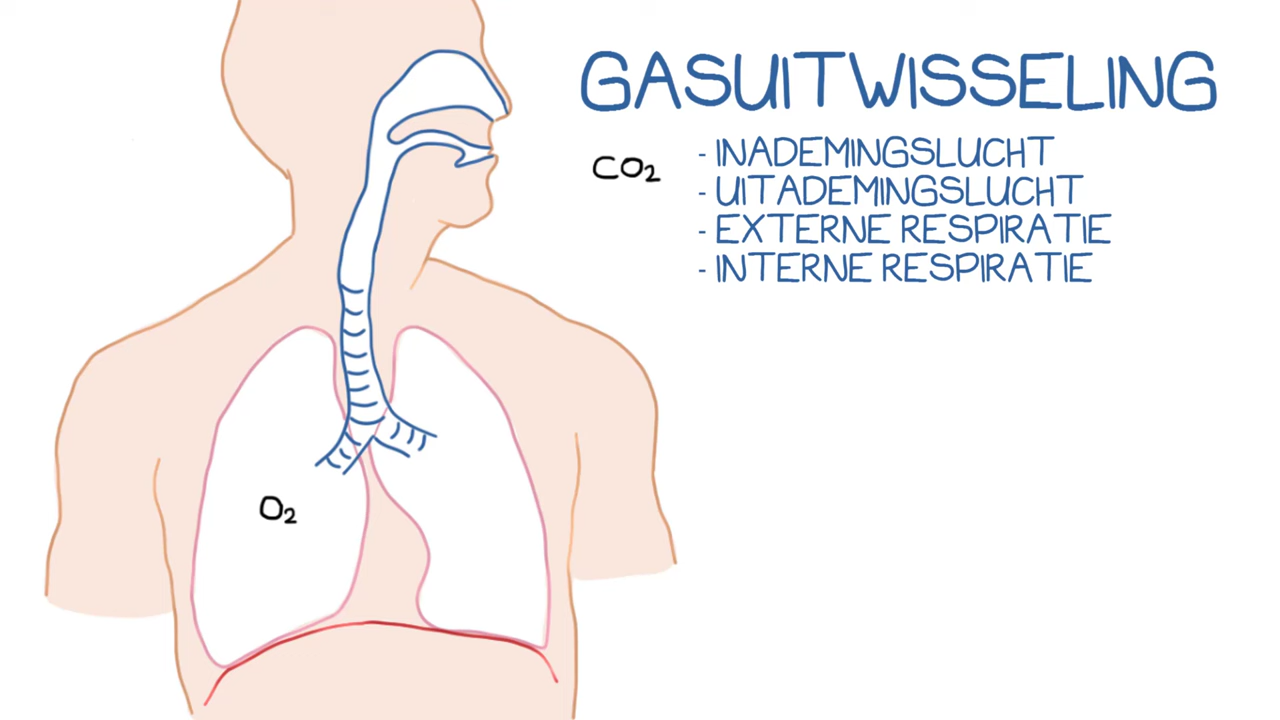 GASUITWISSELING
CO₂
- INADEMINGSLUCHT
- UITADEMINGSLUCHT
- EXTERNE RESPIRATIE
- INTERNE RESPIRATIE
O₂